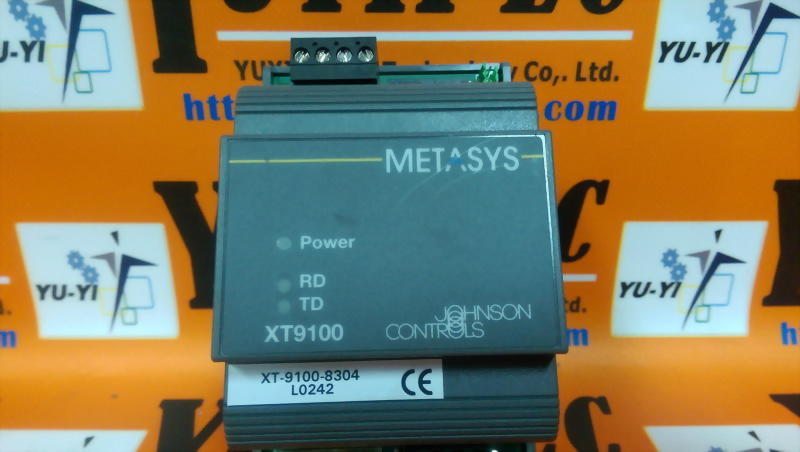 YU-YI
YU-YI
Co,. Ltd.
htt
.com
METASYS
Power
RD
TD
XT9100
JOHNSON
CONTROLS
XT-9100-8304
L0242
CE
YU-YI
YU-YI